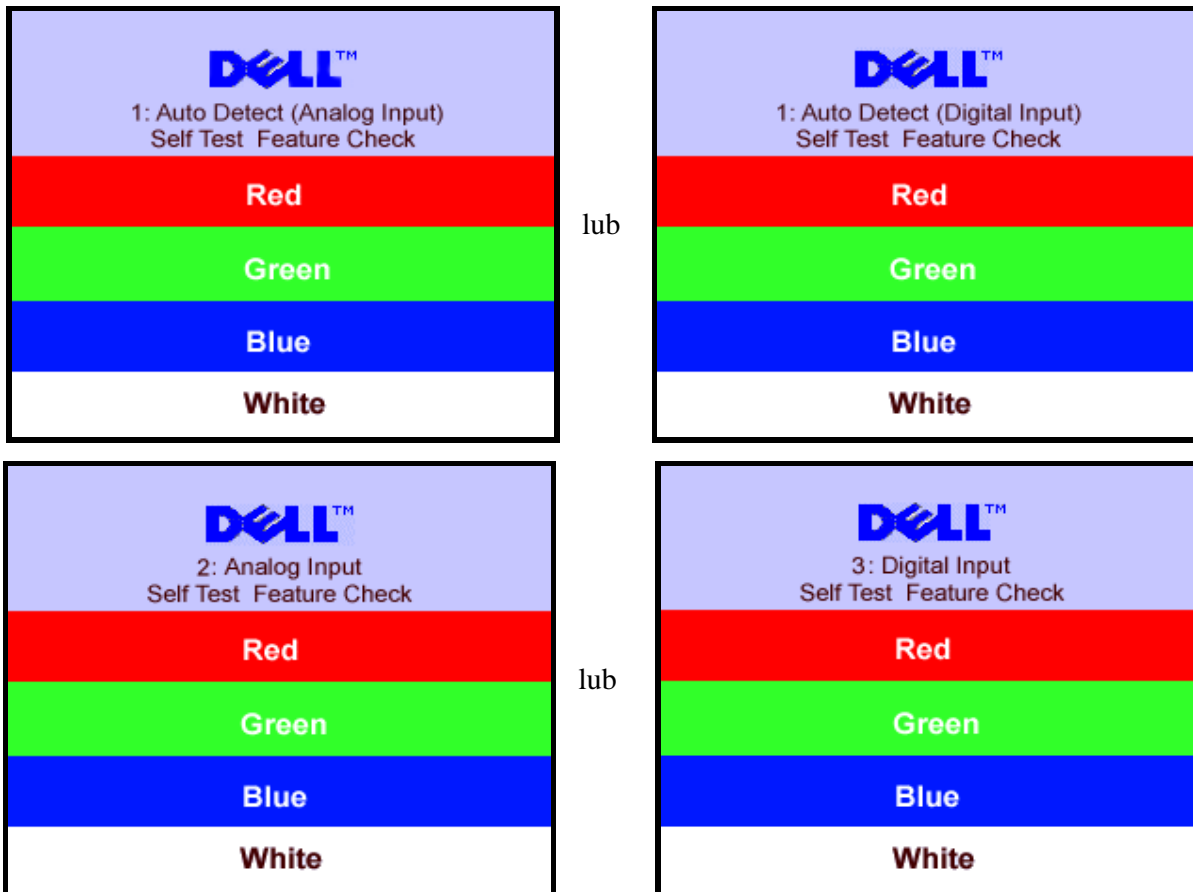 DELL™
1: Auto Detect (Analog Input)
Self Test Feature Check
Red
Green
Blue
White
lub
DELL™
1: Auto Detect (Digital Input)
Self Test Feature Check
Red
Green
Blue
White
DELL™
2: Analog Input
Self Test Feature Check
Red
Green
Blue
White
lub
DELL™
3: Digital Input
Self Test Feature Check
Red
Green
Blue
White